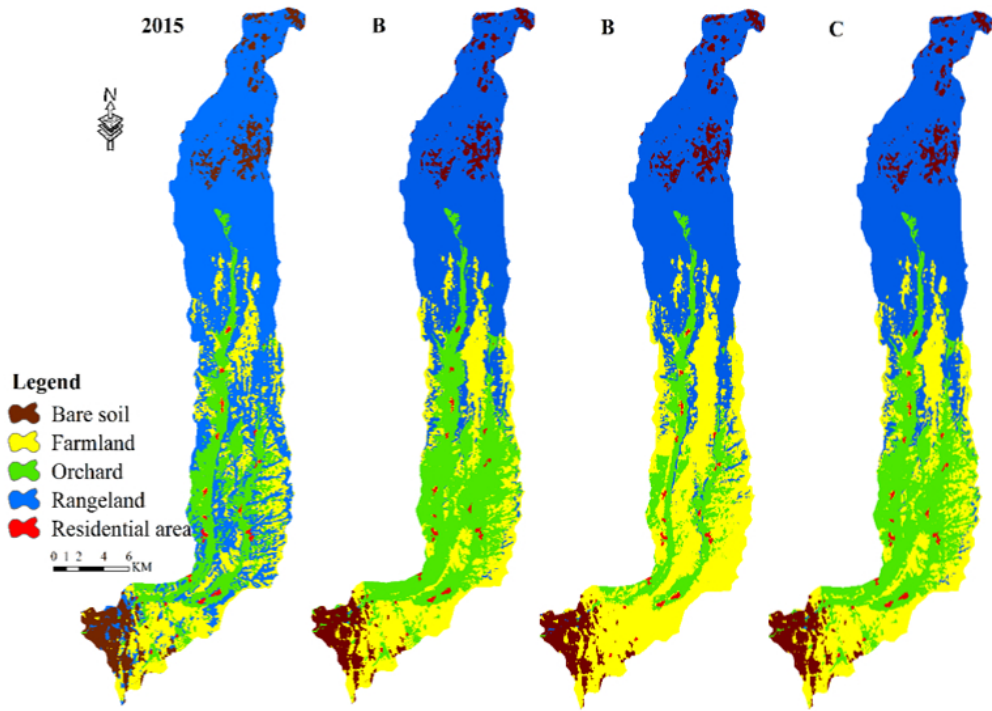 2015 B B C
N
Legend
Bare soil
Farmland
Orchard
Rangeland
Residential area
0 1 2 4 6
KM